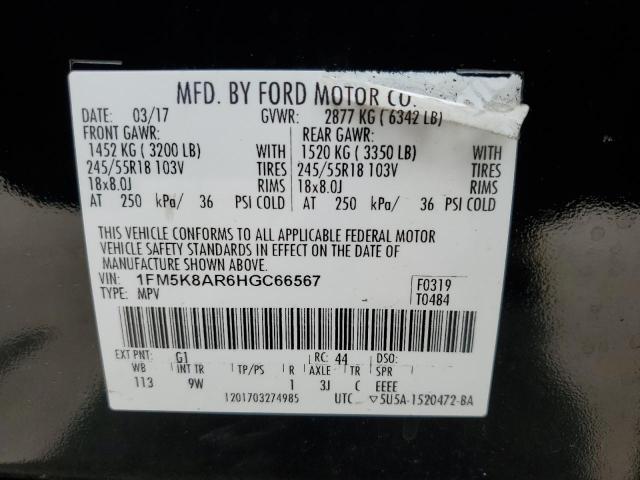 MFD. BY FORD MOTOR CO.
DATE: 03/17 GVWR: 2877 KG ( 6342 LB)
FRONT GAWR: REAR GAWR:
1452 KG ( 3200 LB) WITH 1520 KG ( 3350 LB) WITH
245/55R18 103V TIRES 245/55R18 103V TIRES
18x8.0J RIMS 18x8.0J RIMS
AT 250 kPa/ 36 PSI COLD AT 250 kPa/ 36 PSI COLD
THIS VEHICLE CONFORMS TO ALL APPLICABLE FEDERAL MOTOR
VEHICLE SAFETY STANDARDS IN EFFECT ON THE DATE OF
MANUFACTURE SHOWN ABOVE.
VIN: 1FM5K8AR6HGC66567 F0319
TYPE: MPV T0484
EXT PNT: G1 RC: 44 DSO:
WB INT TR TP/PS R AXLE TR SPR
113 9W 1 3J C EEEE
1201703274985 UTC ▽5U5A-1520472-BA